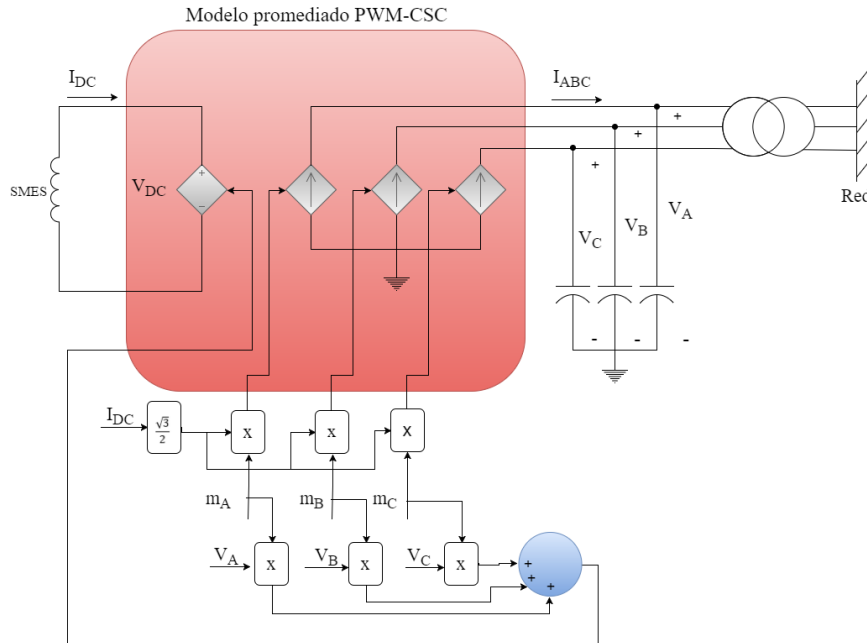 Modelo promediado PWM-CSC
I_DC
I_ABC
+
+
+
+
SMES
V_DC
−
Red
V_C
V_B
V_A
-
-
-
I_DC
√3/2
x
x
x
m_A
m_B
m_C
V_A
x
V_B
x
V_C
x
+
+
+